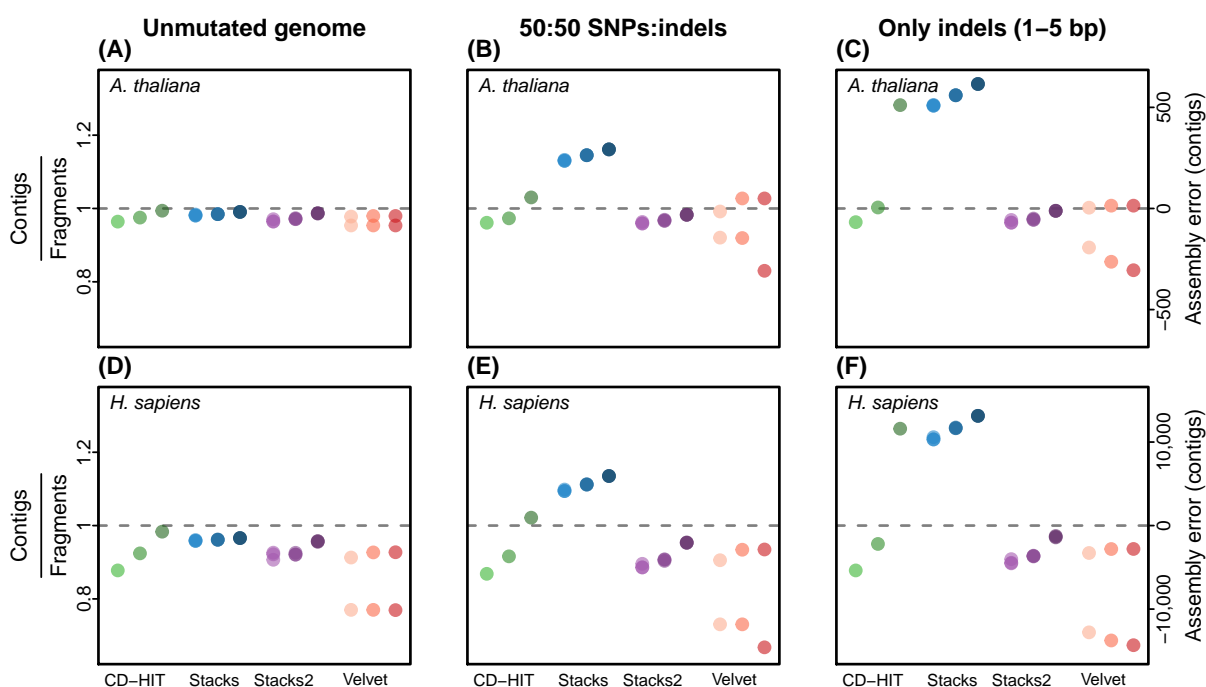 Unmutated genome
50:50 SNPs:indels
Only indels (1−5 bp)
(A)
(B)
(C)
A. thaliana
A. thaliana
A. thaliana
Contigs
Fragments
0.8
1
1.2
−500
0
500
Assembly error (contigs)
(D)
(E)
(F)
H. sapiens
H. sapiens
H. sapiens
Contigs
Fragments
0.8
1
1.2
−10,000
0
10,000
Assembly error (contigs)
CD−HIT Stacks Stacks2 Velvet
CD−HIT Stacks Stacks2 Velvet
CD−HIT Stacks Stacks2 Velvet